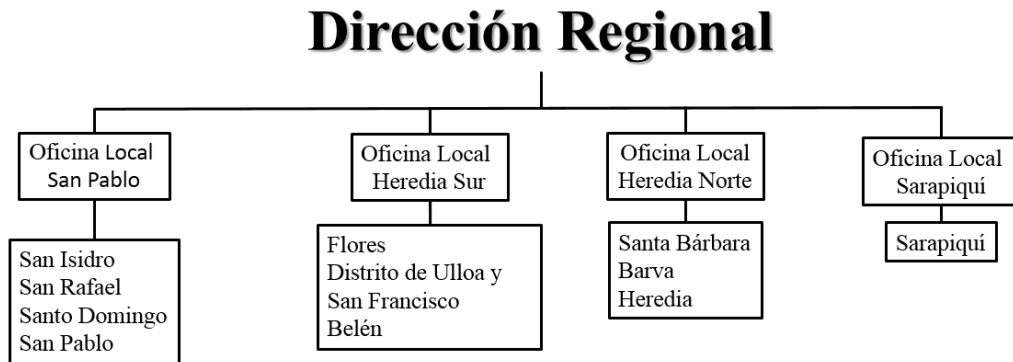 Dirección Regional
Oficina Local
San Pablo
Oficina Local
Heredia Sur
Oficina Local
Heredia Norte
Oficina Local
Sarapiquí
San Isidro
San Rafael
Santo Domingo
San Pablo
Flores
Distrito de Ulloa y
San Francisco
Belén
Santa Bárbara
Barva
Heredia
Sarapiquí